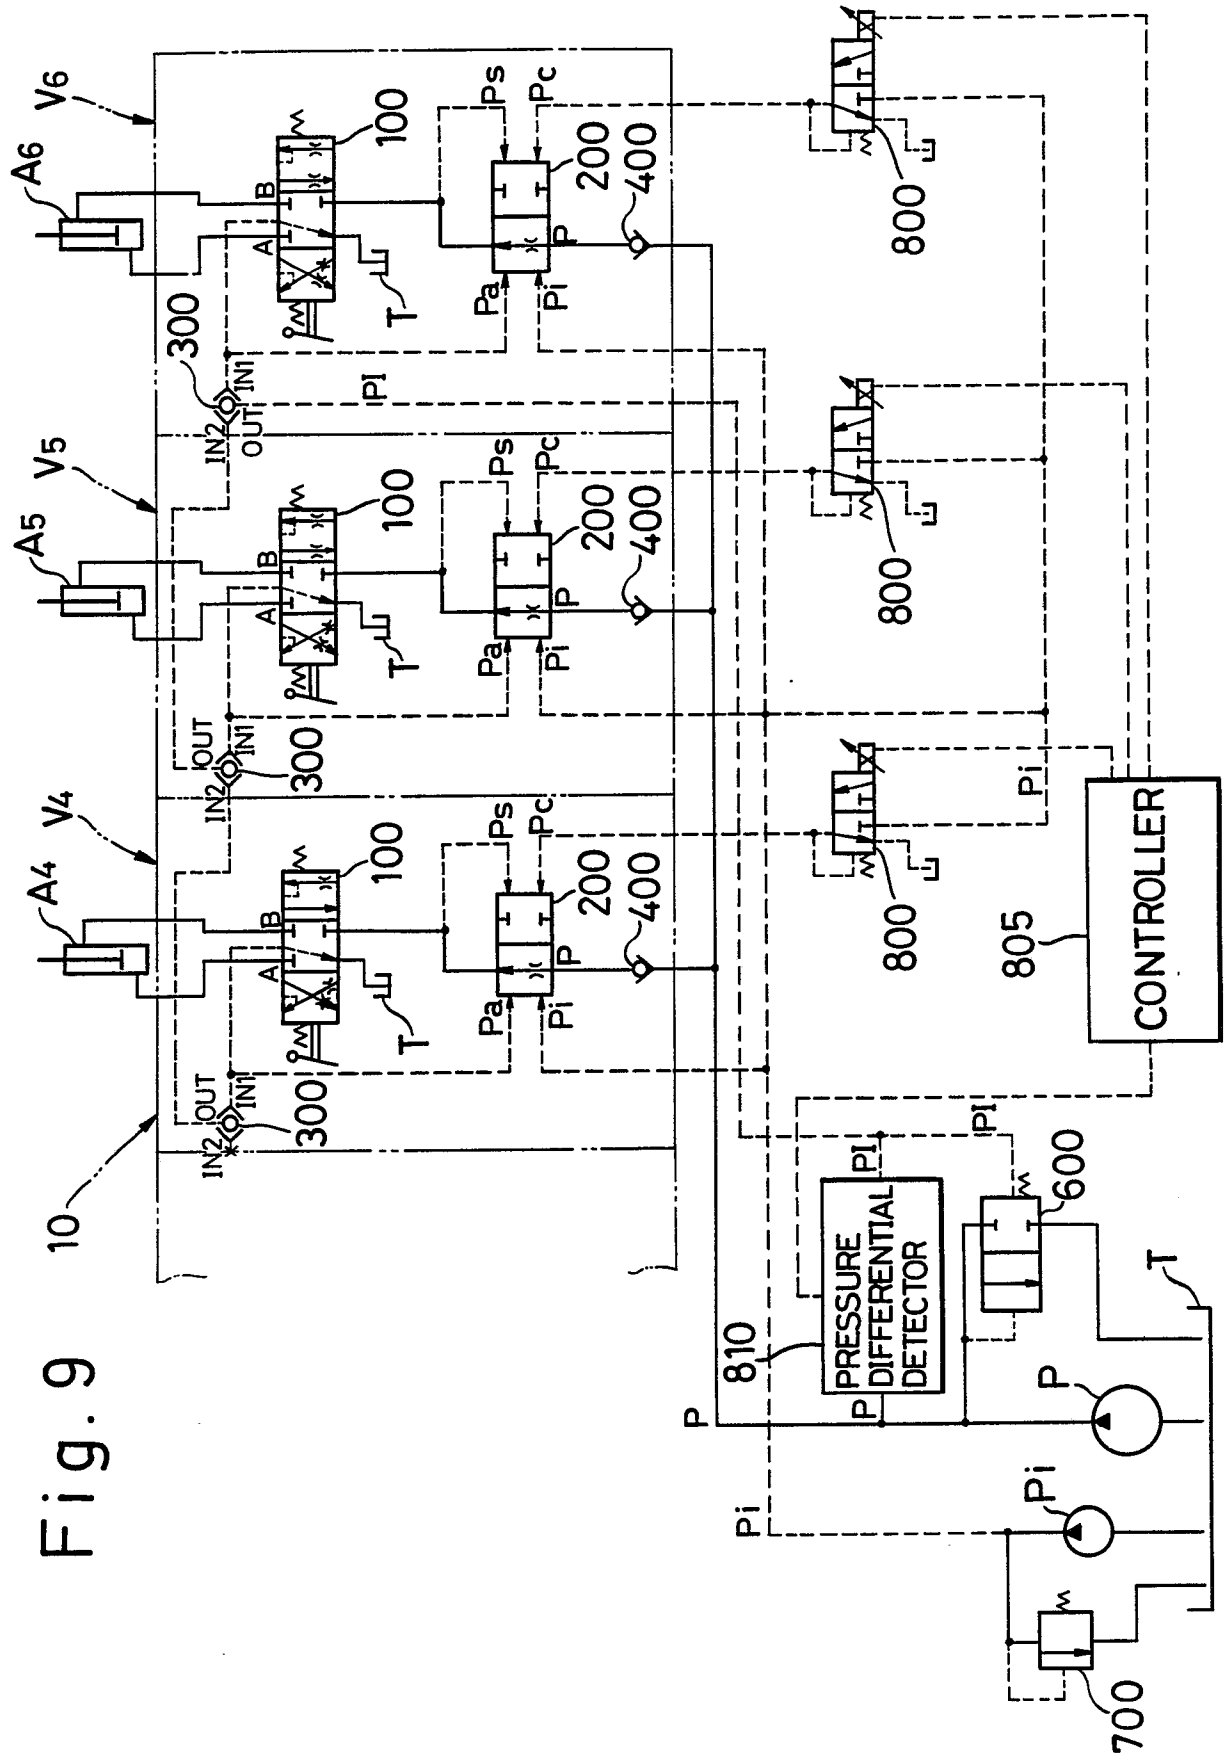 Fig. 9
10
V4
V5
V6
A4
A5
A6
IN2
OUT
IN1
300
A
B
100
T
Pa
Pi
Ps
Pc
200
P
400
IN2
OUT
IN1
300
A
B
100
T
Pa
Pi
Ps
Pc
200
P
400
IN2
OUT
IN1
300
PI
A
B
100
T
Pa
Pi
Ps
Pc
200
P
400
800
800
800
Pi
805
CONTROLLER
810
PRESSURE
DIFFERENTIAL
DETECTOR
PI
PI
P
P
Pi
600
P
Pi
T
700